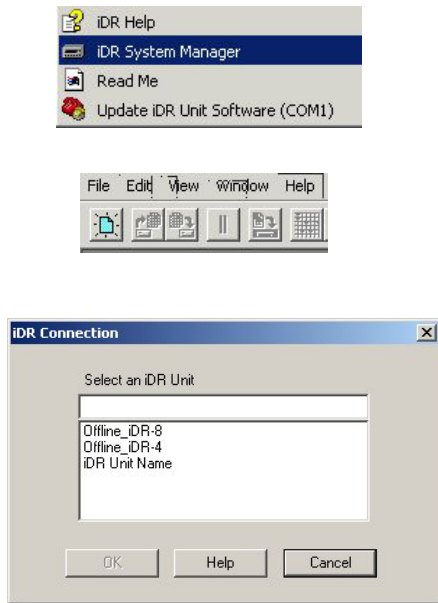 iDR Help
iDR System Manager
Read Me
Update iDR Unit Software (COM1)
File Edit View Window Help
iDR Connection
Select an iDR Unit
Offline_iDR-8
Offline_iDR-4
iDR Unit Name
OK Help Cancel